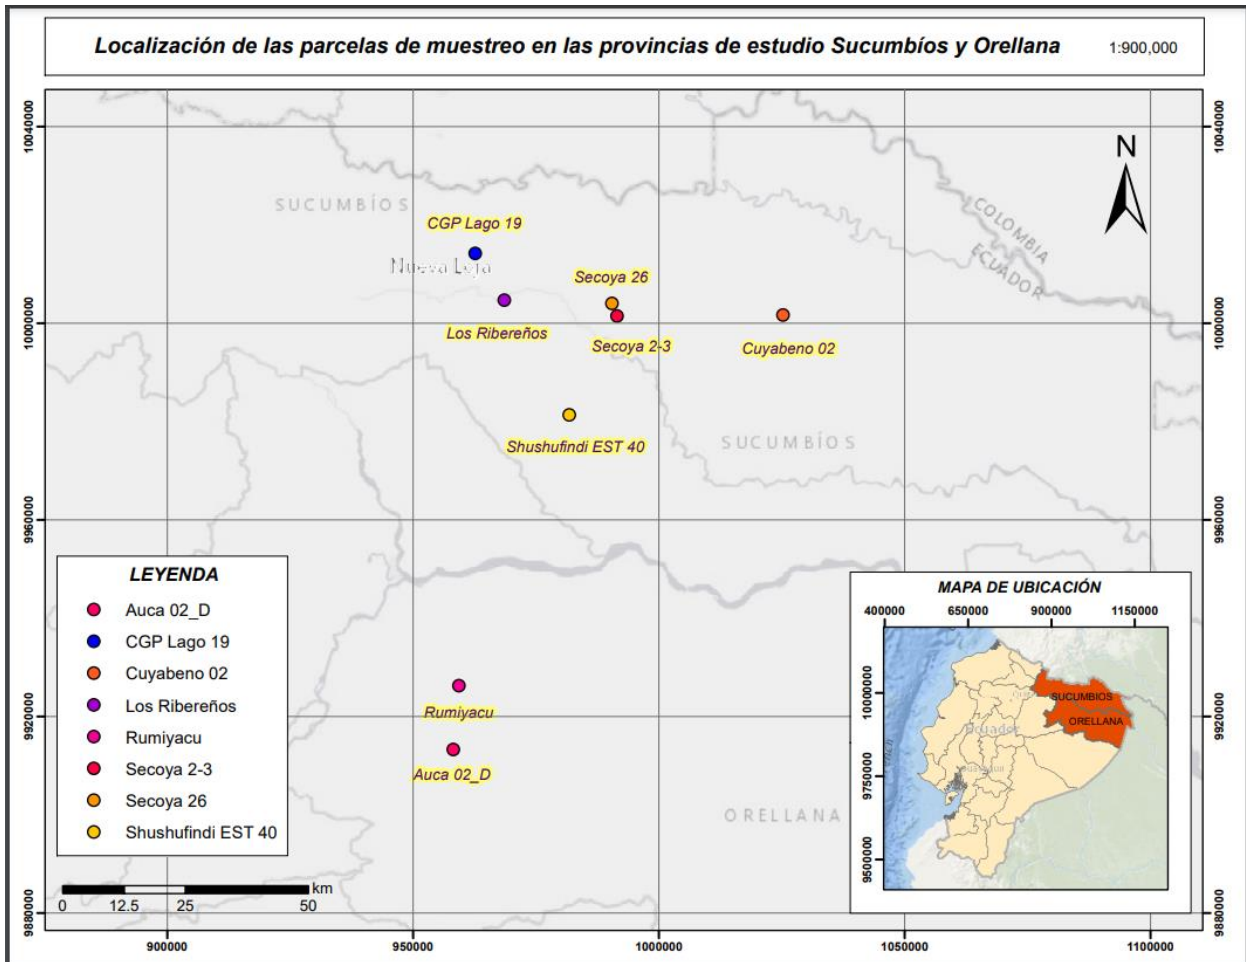 Localización de las parcelas de muestreo en las provincias de estudio Sucumbíos y Orellana
1:900,000
10040000
10040000
N
SUCUMBÍOS
COLOMBIA
ECUADOR
CGP Lago 19
Nueva Loja
Secoya 26
10000000
10000000
Los Ribereños
Secoya 2-3
Cuyabeno 02
Shushufindi EST 40
SUCUMBÍOS
9960000
9960000
LEYENDA
Auca 02_D
CGP Lago 19
Cuyabeno 02
Los Ribereños
Rumiyacu
Secoya 2-3
Secoya 26
Shushufindi EST 40
km
0 12.5 25 50
Rumiyacu
Auca 02_D
ORELLANA
9920000
9920000
MAPA DE UBICACIÓN
400000 650000 900000 1150000
10000000
9750000
9500000
SUCUMBIOS
ORELLANA
Ecuador
9880000
9880000
900000 950000 1000000 1050000 1100000